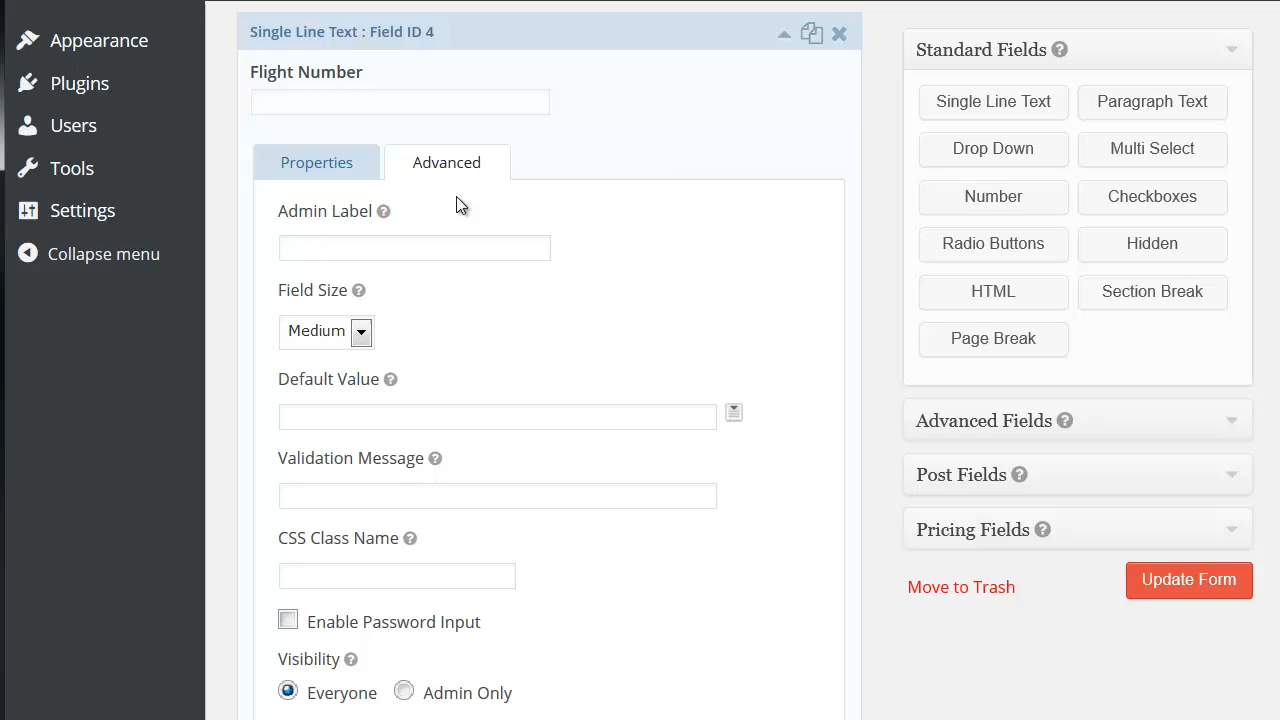 Appearance
Plugins
Users
Tools
Settings
Collapse menu
Single Line Text : Field ID 4
Flight Number
Properties
Advanced
Admin Label ?
Field Size ?
Medium
Default Value ?
Validation Message ?
CSS Class Name ?
Enable Password Input
Visibility ?
Everyone
Admin Only
Standard Fields ?
Single Line Text
Paragraph Text
Drop Down
Multi Select
Number
Checkboxes
Radio Buttons
Hidden
HTML
Section Break
Page Break
Advanced Fields ?
Post Fields ?
Pricing Fields ?
Move to Trash
Update Form